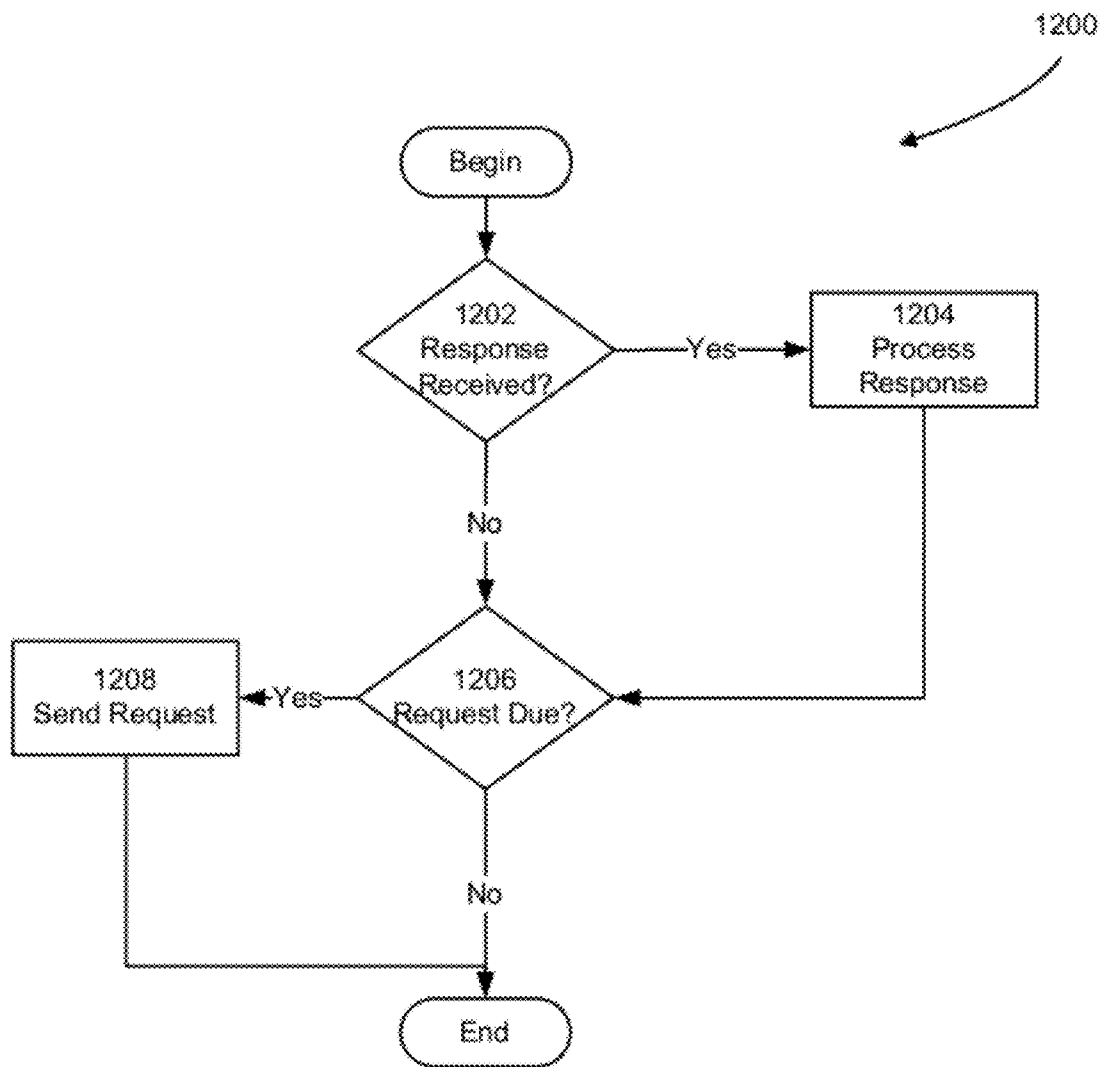 1200
Begin
1202
Response
Received?
Yes
1204
Process
Response
No
1206
Request Due?
Yes
1208
Send Request
No
End